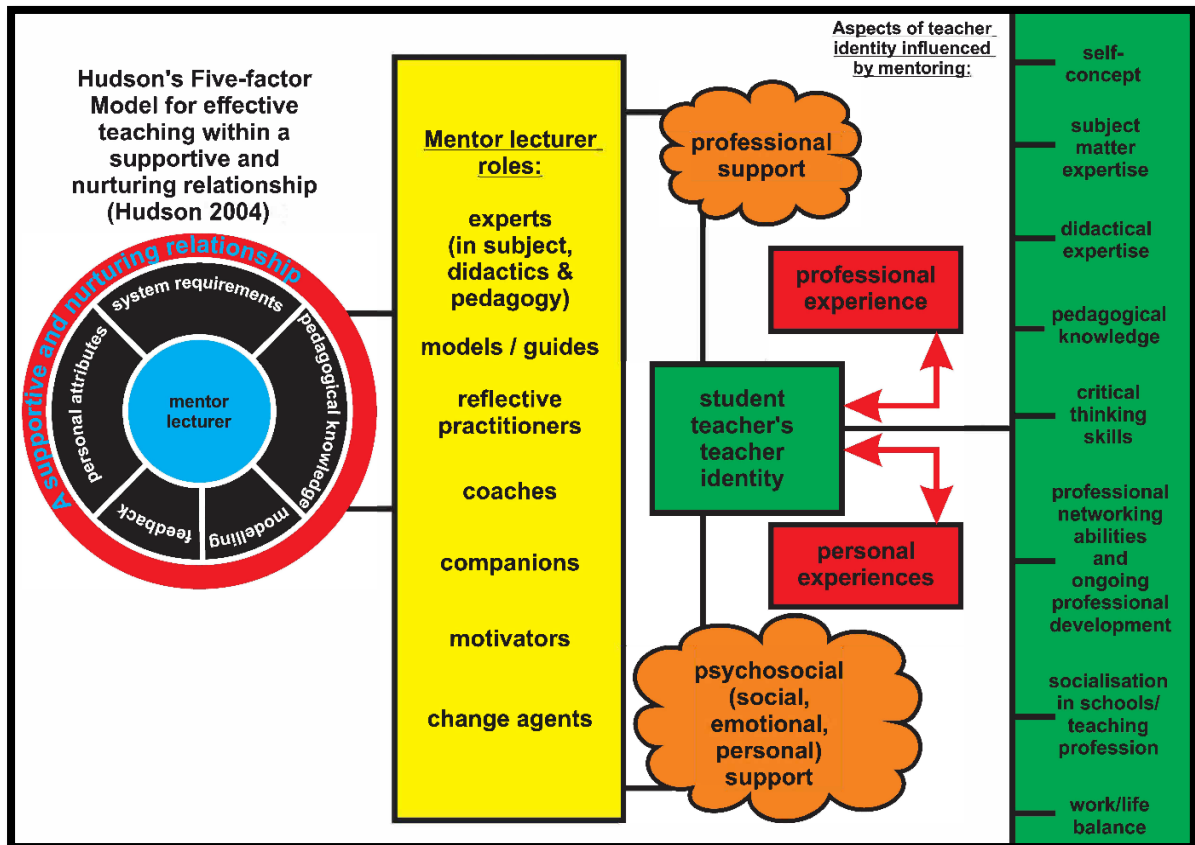 Hudson's Five-factor
Model for effective
teaching within a
supportive and
nurturing relationship
(Hudson 2004)
A supportive and nurturing relationship
system requirements
pedagogical knowledge
modelling
feedback
personal attributes
mentor
lecturer
Mentor lecturer
roles:
experts
(in subject,
didactics &
pedagogy)
models / guides
reflective
practitioners
coaches
companions
motivators
change agents
professional
support
psychosocial
(social,
emotional,
personal)
support
student
teacher's
teacher
identity
professional
experience
personal
experiences
Aspects of teacher
identity influenced
by mentoring:
self-
concept
subject
matter
expertise
didactical
expertise
pedagogical
knowledge
critical
thinking
skills
professional
networking
abilities
and
ongoing
professional
development
socialisation
in schools/
teaching
profession
work/life
balance